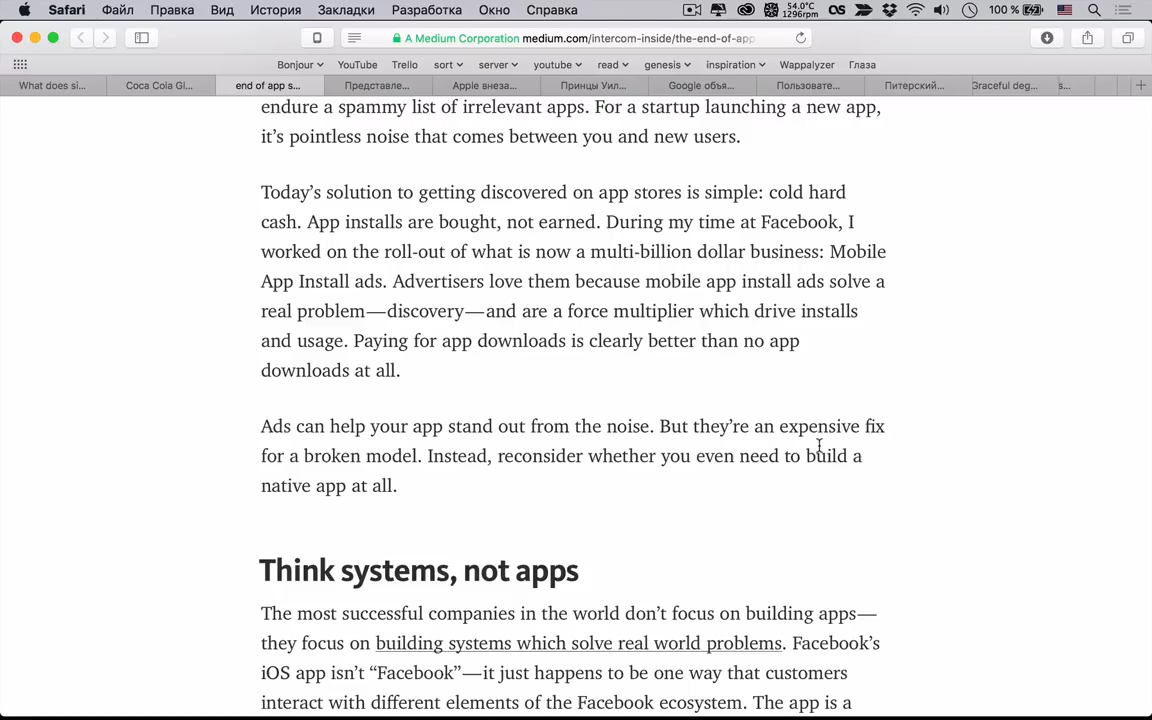 Safari Файл Правка Вид История Закладки Разработка Окно Справка 54.0°C 1296rpm 100 %
A Medium Corporation medium.com/intercom-inside/the-end-of-app
Bonjour YouTube Trello sort server youtube read genesis inspiration Wappalyzer Глаза
What does si... Coca Cola Gl... end of app s... Представле... Apple внеза... Принцы Уил... Google объя... Пользовате... Питерский... Graceful deg... s...
endure a spammy list of irrelevant apps. For a startup launching a new app,
it’s pointless noise that comes between you and new users.
Today’s solution to getting discovered on app stores is simple: cold hard
cash. App installs are bought, not earned. During my time at Facebook, I
worked on the roll-out of what is now a multi-billion dollar business: Mobile
App Install ads. Advertisers love them because mobile app install ads solve a
real problem — discovery — and are a force multiplier which drive installs
and usage. Paying for app downloads is clearly better than no app
downloads at all.
Ads can help your app stand out from the noise. But they’re an expensive fix
for a broken model. Instead, reconsider whether you even need to build a
native app at all.
Think systems, not apps
The most successful companies in the world don’t focus on building apps —
they focus on building systems which solve real world problems. Facebook’s
iOS app isn’t “Facebook” — it just happens to be one way that customers
interact with different elements of the Facebook ecosystem. The app is a